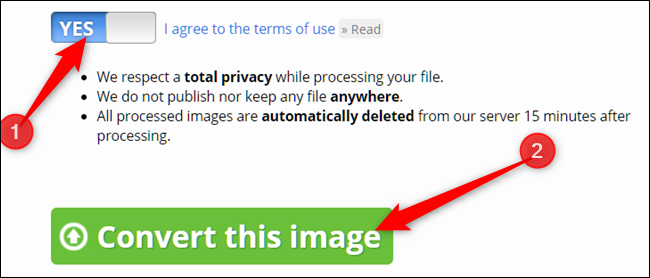 YES I agree to the terms of use » Read
1
• We respect a total privacy while processing your file.
• We do not publish nor keep any file anywhere.
• All processed images are automatically deleted from our server 15 minutes after
processing.
2
Convert this image